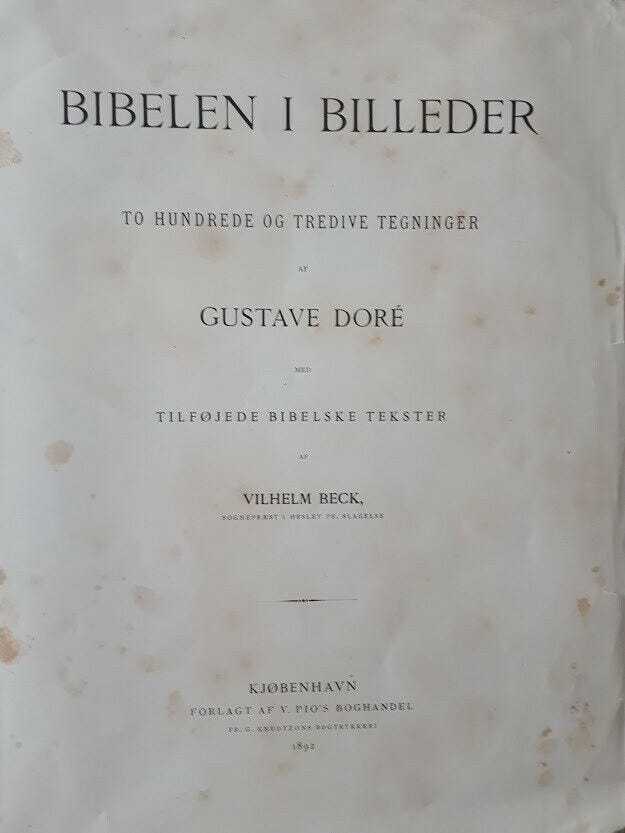 BIBELEN I BILLEDER
TO HUNDREDE OG TREDIVE TEGNINGER
AF
GUSTAVE DORÉ
MED
TILFØJEDE BIBELSKE TEKSTER
AF
VILHELM BECK,
SOGNEPRÆST I ØRSLEV PR. SLAGELSE
KJØBENHAVN
FORLAGT AF V. PIO'S BOGHANDEL
FR. G. KNUDTZONS BOGTRYKKERI
1892